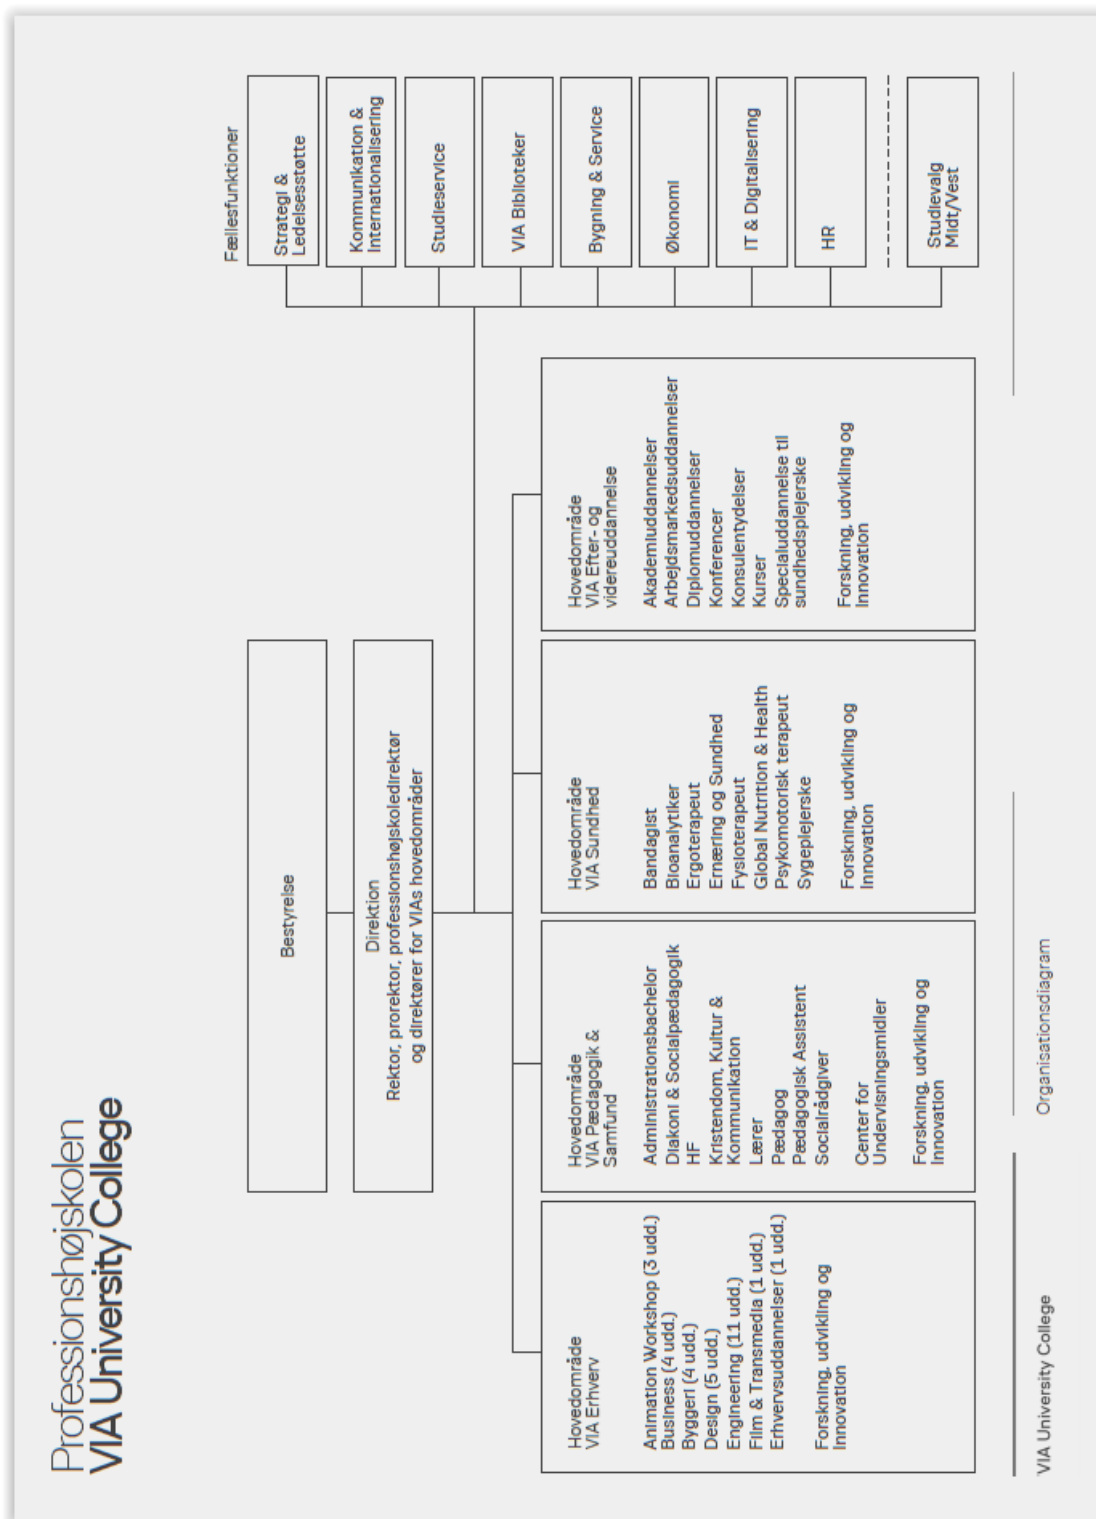 Professionshøjskolen
VIA University College
Bestyrelse
Direktion
Rektor, prorektor, professionshøjskoledirektør
og direktører for VIAs hovedområder
Fællesfunktioner
Strategi &
Ledelsesstøtte
Kommunikation &
Internationalisering
Studieservice
VIA Biblioteker
Bygning & Service
Økonomi
IT & Digitalisering
HR
Studievalg
Midt/Vest
Hovedområde
VIA Erhverv
Animation Workshop (3 udd.)
Business (4 udd.)
Byggeri (4 udd.)
Design (5 udd.)
Engineering (11 udd.)
Film & Transmedia (1 udd.)
Erhvervsuddannelser (1 udd.)
Forskning, udvikling og
Innovation
Hovedområde
VIA Pædagogik &
Samfund
Administrationsbachelor
Diakoni & Socialpædagogik
HF
Kristendom, Kultur &
Kommunikation
Lærer
Pædagog
Pædagogisk Assistent
Socialrådgiver
Center for
Undervisningsmidler
Forskning, udvikling og
Innovation
Hovedområde
VIA Sundhed
Bandagist
Bioanalytiker
Ergoterapeut
Ernæring og Sundhed
Fysioterapeut
Global Nutrition & Health
Psykomotorisk terapeut
Sygeplejerske
Forskning, udvikling og
Innovation
Hovedområde
VIA Efter- og
videreuddannelse
Akademiuddannelser
Arbejdsmarkedsuddannelser
Diplomuddannelser
Konferencer
Konsulentydelser
Kurser
Specialuddannelse til
sundhedsplejerske
Forskning, udvikling og
Innovation
VIA University College
Organisationsdiagram